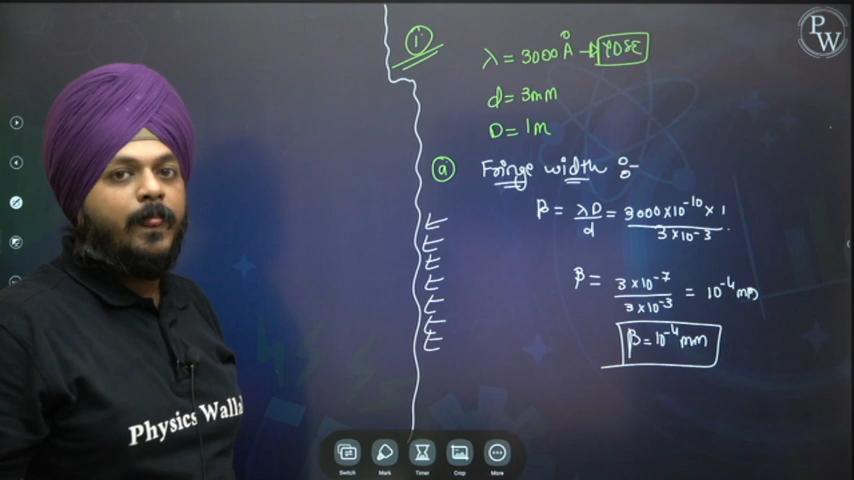 PW
①
λ = 3000 Å → YDSE
d = 3mm
D = 1m
ⓐ Fringe width :-
β = λD/d = 3000 × 10⁻¹⁰ × 1 / 3 × 10⁻³
β = 3 × 10⁻⁷ / 3 × 10⁻³ = 10⁻⁴ mm
β = 10⁻⁴ mm
Physics Walla
Switch Mark Timer Crop More